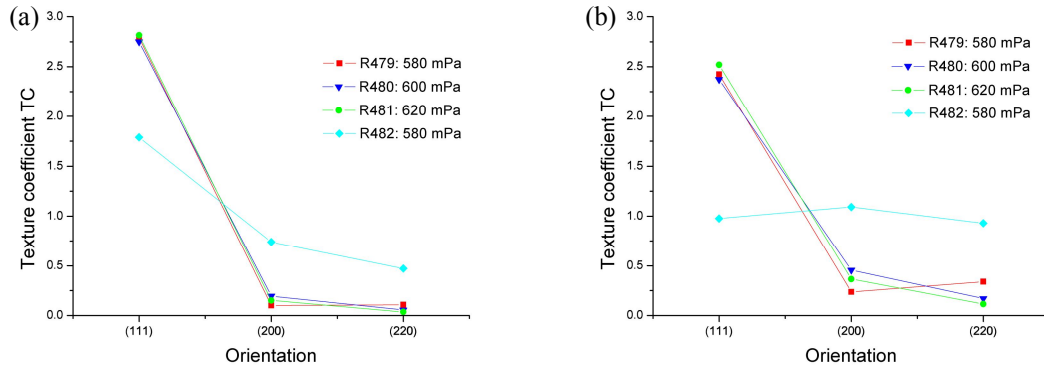 (a)
3.0
2.5
2.0
1.5
1.0
0.5
0.0
Texture coefficient TC
R479: 580 mPa
R480: 600 mPa
R481: 620 mPa
R482: 580 mPa
(111)
(200)
(220)
Orientation
(b)
3.0
2.5
2.0
1.5
1.0
0.5
0.0
Texture coefficient TC
R479: 580 mPa
R480: 600 mPa
R481: 620 mPa
R482: 580 mPa
(111)
(200)
(220)
Orientation